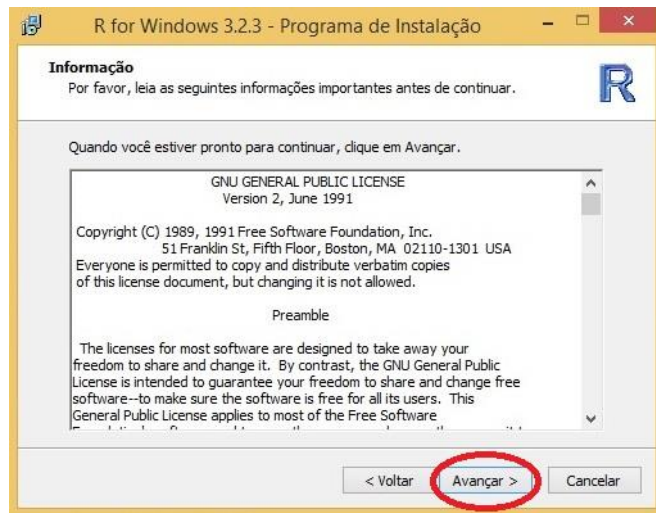 R for Windows 3.2.3 - Programa de Instalação
Informação
Por favor, leia as seguintes informações importantes antes de continuar.
R
Quando você estiver pronto para continuar, clique em Avançar.
GNU GENERAL PUBLIC LICENSE
Version 2, June 1991
Copyright (C) 1989, 1991 Free Software Foundation, Inc.
51 Franklin St, Fifth Floor, Boston, MA 02110-1301 USA
Everyone is permitted to copy and distribute verbatim copies
of this license document, but changing it is not allowed.
Preamble
The licenses for most software are designed to take away your
freedom to share and change it. By contrast, the GNU General Public
License is intended to guarantee your freedom to share and change free
software--to make sure the software is free for all its users. This
General Public License applies to most of the Free Software
< Voltar
Avançar >
Cancelar